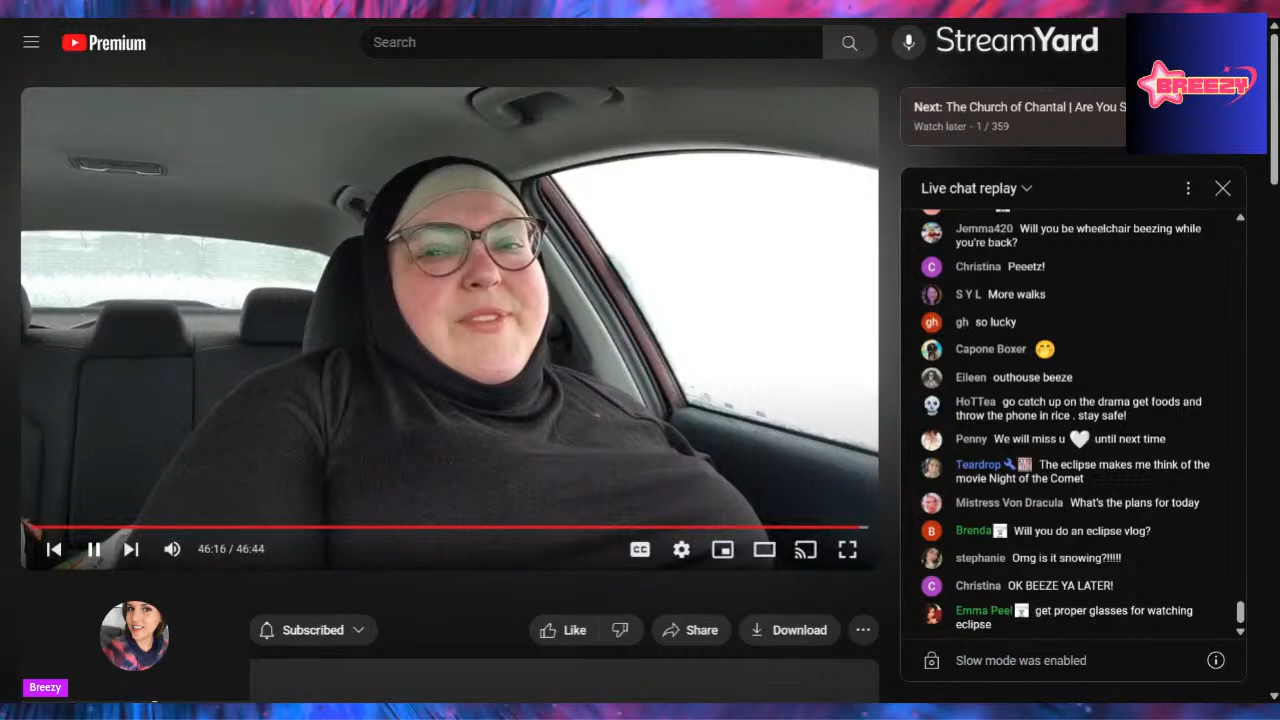 Premium
Search
StreamYard
BREEZY
Next: The Church of Chantal | Are You S
Watch later - 1 / 359
Live chat replay
Jemma420 Will you be wheelchair beezing while
you're back?
Christina Peeetz!
S Y L More walks
gh gh so lucky
Capone Boxer
Eileen outhouse beeze
HoTTea go catch up on the drama get foods and
throw the phone in rice . stay safe!
Penny We will miss u 🤍 until next time
Teardrop The eclipse makes me think of the
movie Night of the Comet
Mistress Von Dracula What's the plans for today
B Brenda Will you do an eclipse vlog?
stephanie Omg is it snowing?!!!!!
C Christina OK BEEZE YA LATER!
Emma Peel get proper glasses for watching
eclipse
Slow mode was enabled
46:16 / 46:44
CC
Subscribed
Like
Share
Download
Breezy